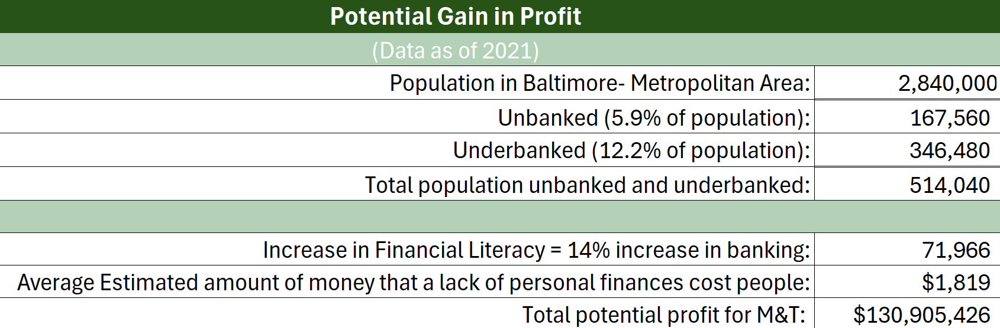 Potential Gain in Profit
(Data as of 2021)
Population in Baltimore- Metropolitan Area: 2,840,000
Unbanked (5.9% of population): 167,560
Underbanked (12.2% of population): 346,480
Total population unbanked and underbanked: 514,040
Increase in Financial Literacy = 14% increase in banking: 71,966
Average Estimated amount of money that a lack of personal finances cost people: $1,819
Total potential profit for M&T: $130,905,426